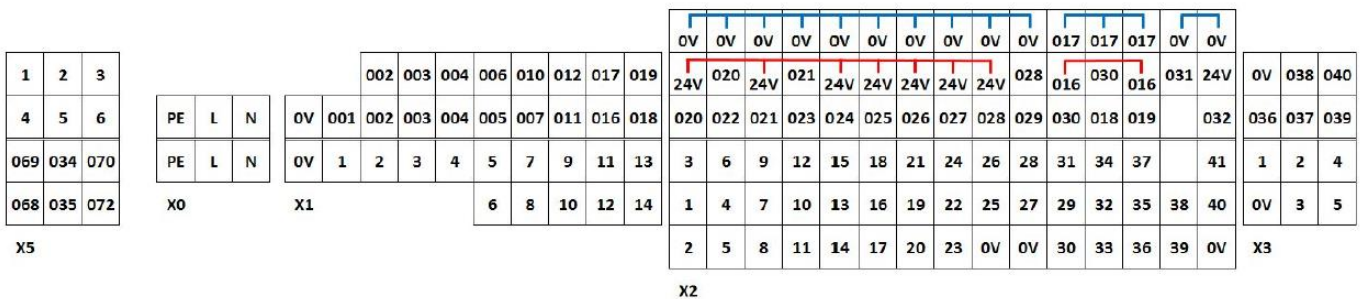 0V 0V 0V 0V 0V 0V 0V 0V 0V 0V 017 017 017 0V 0V
1 2 3 002 003 004 006 010 012 017 019 24V 020 24V 021 24V 24V 24V 24V 24V 028 016 030 016 031 24V 0V 038 040
4 5 6 PE L N 0V 001 002 003 004 005 007 011 016 018 020 022 021 023 024 025 026 027 028 029 030 018 019 032 036 037 039
069 034 070 PE L N 0V 1 2 3 4 5 7 9 11 13 3 6 9 12 15 18 21 24 26 28 31 34 37 41 1 2 4
068 035 072 X0 X1 6 8 10 12 14 1 4 7 10 13 16 19 22 25 27 29 32 35 38 40 0V 3 5
X5 2 5 8 11 14 17 20 23 0V 0V 30 33 36 39 0V X3
X2